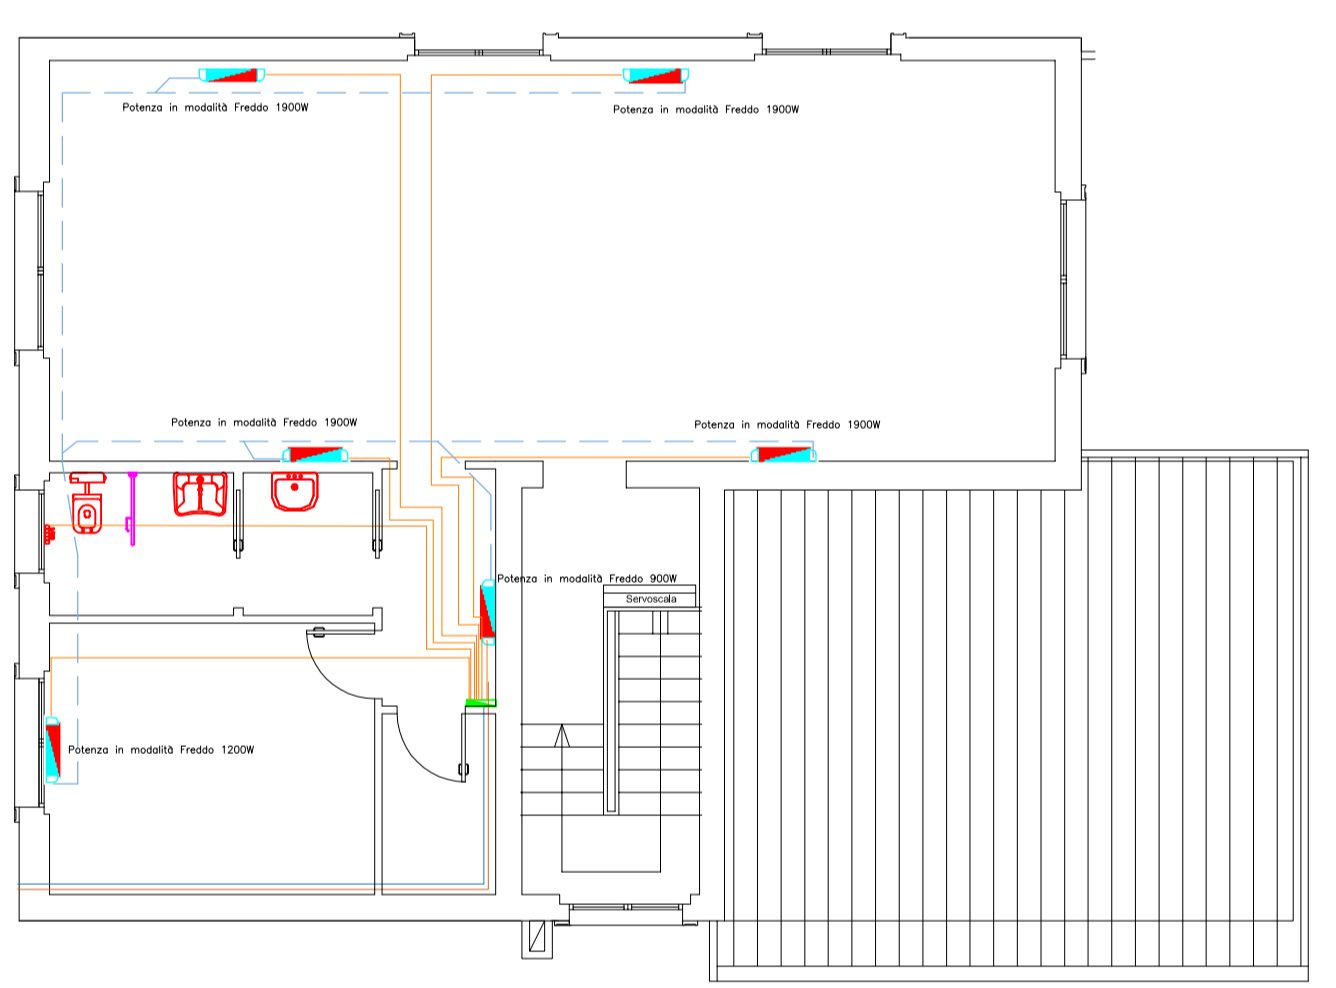 Potenza in modalità Freddo 1900W
Potenza in modalità Freddo 1900W
Potenza in modalità Freddo 1900W
Potenza in modalità Freddo 1900W
Potenza in modalità Freddo 900W
Servoscala
Potenza in modalità Freddo 1200W